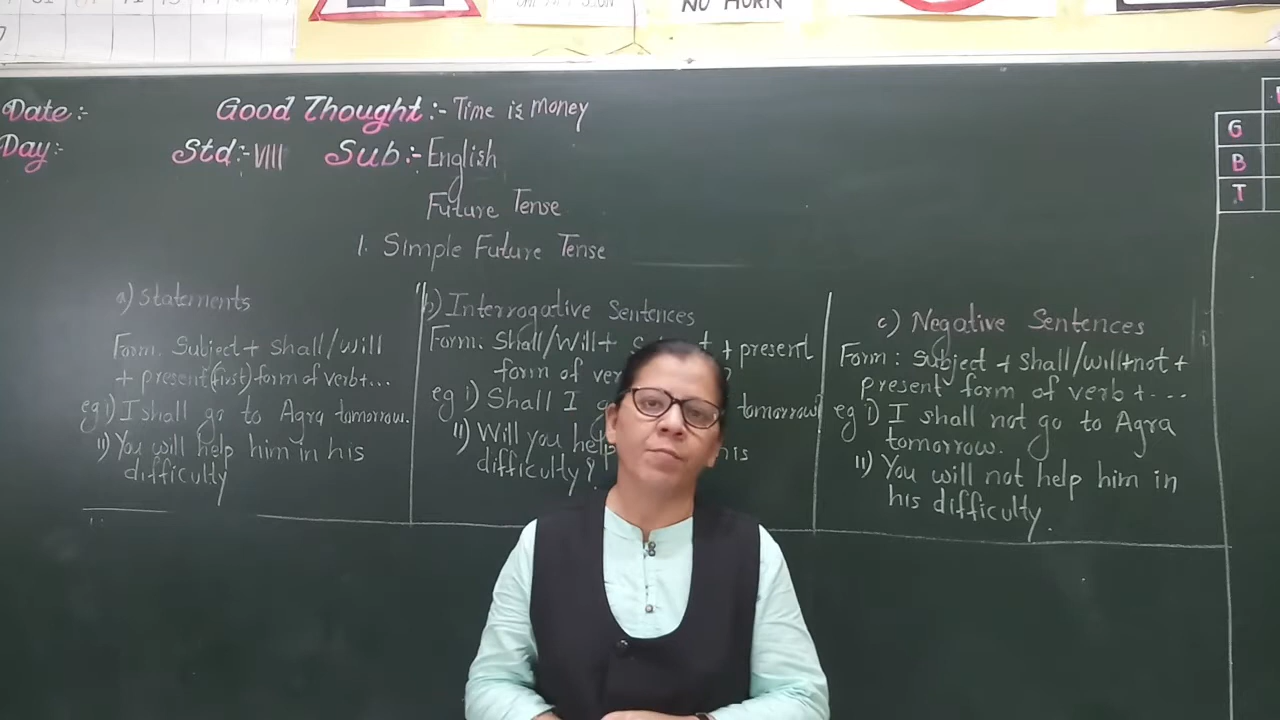 NO HORN
Date:-
Good Thought:- Time is Money
Day:-
Std:- VIII
Sub:- English
Future Tense
1. Simple Future Tense
a) Statements
Form. Subject + shall/will
+ present (first) form of verb+...
eg i) I shall go to Agra tomorrow.
ii) You will help him in his
difficulty
b) Interrogative Sentences
Form. Shall/Will+ + present
form of
eg i) Shall I tomorrow
ii) Will you help his
difficulty?
c) Negative Sentences
Form : Subject + shall/will+not +
present form of verb +...
eg i) I shall not go to Agra
tomorrow.
ii) You will not help him in
his difficulty.
G
B
T